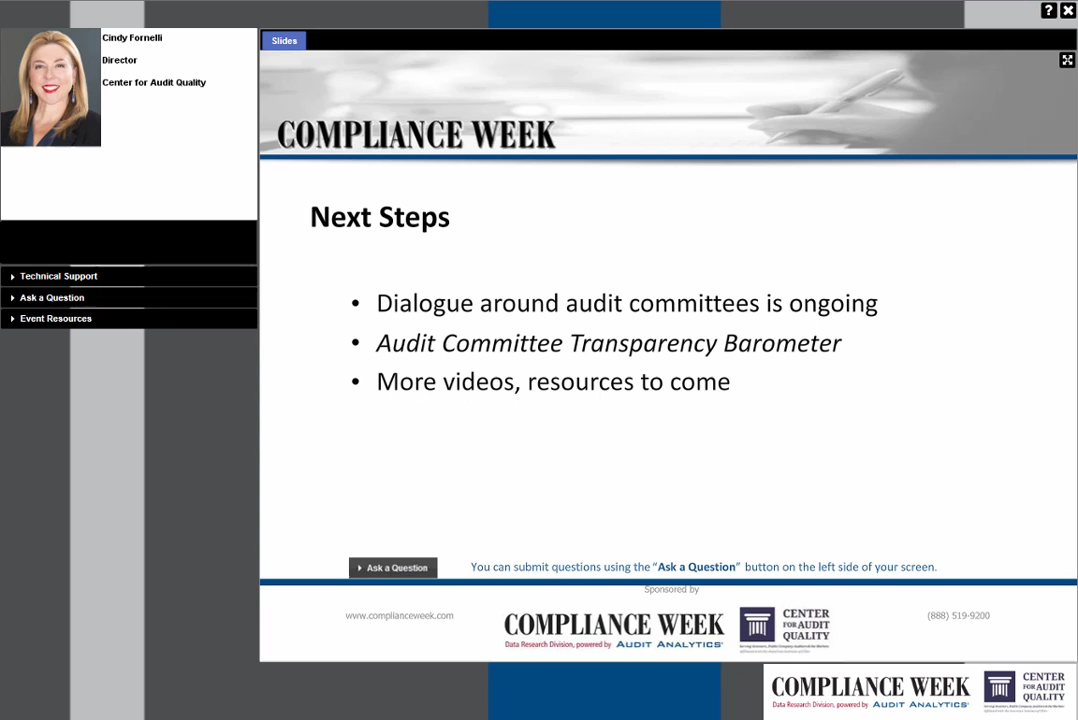 Cindy Fornelli
Director
Center for Audit Quality
Technical Support
Ask a Question
Event Resources
Slides
COMPLIANCE WEEK
Next Steps
• Dialogue around audit committees is ongoing
• Audit Committee Transparency Barometer
• More videos, resources to come
Ask a Question
You can submit questions using the “Ask a Question” button on the left side of your screen.
Sponsored by
www.complianceweek.com
COMPLIANCE WEEK
Data Research Division, powered by AUDIT ANALYTICS
CENTER
FOR AUDIT
QUALITY
(888) 519-9200
COMPLIANCE WEEK
Data Research Division, powered by AUDIT ANALYTICS
CENTER
FOR AUDIT
QUALITY